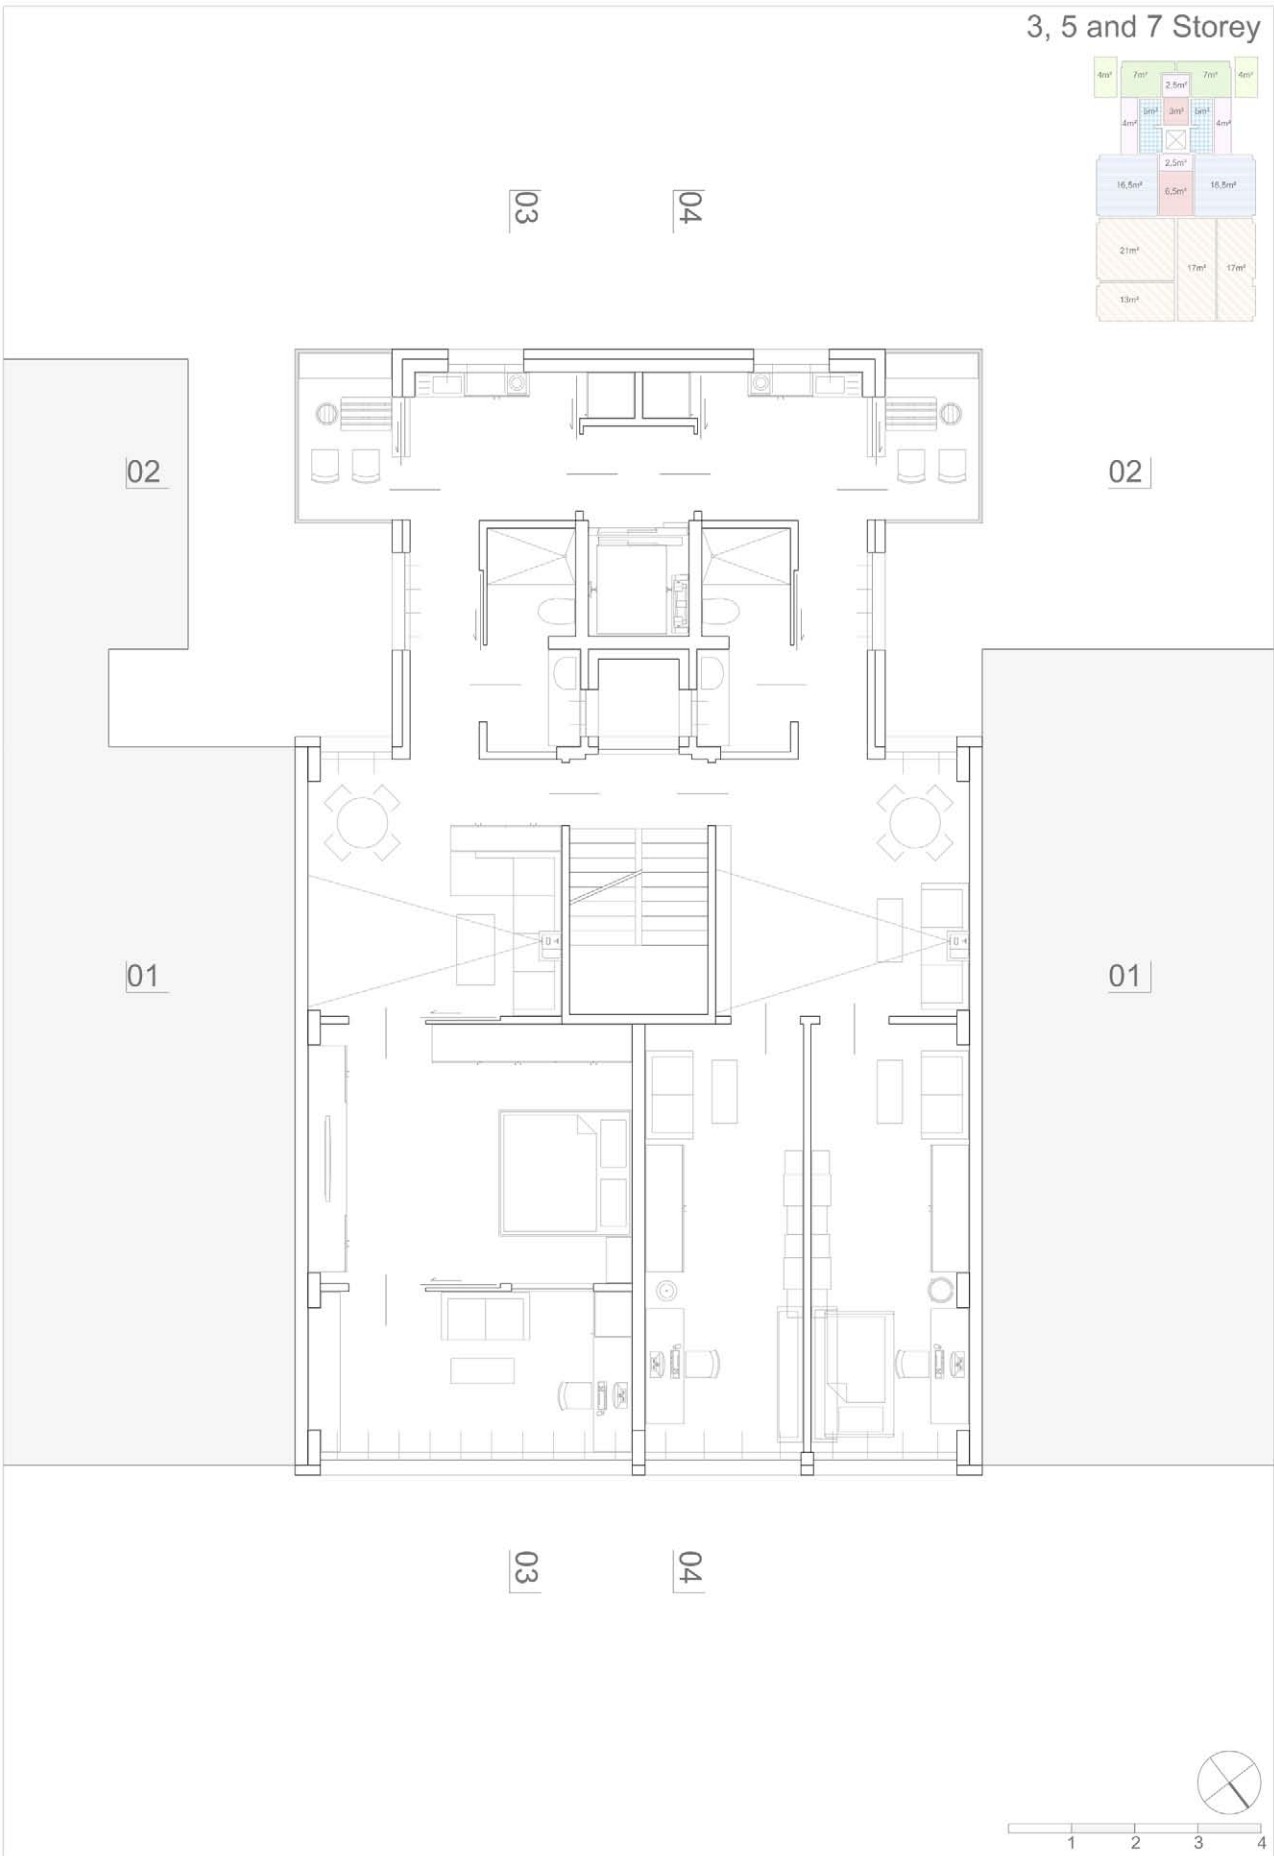 3, 5 and 7 Storey
4m² 7m² 7m² 4m²
2,5m²
5m² 3m² 5m²
4m² 4m²
2,5m²
16,5m² 6,5m² 16,5m²
21m²
17m² 17m²
13m²
03 04
02 02
01 01
03 04
1 2 3 4